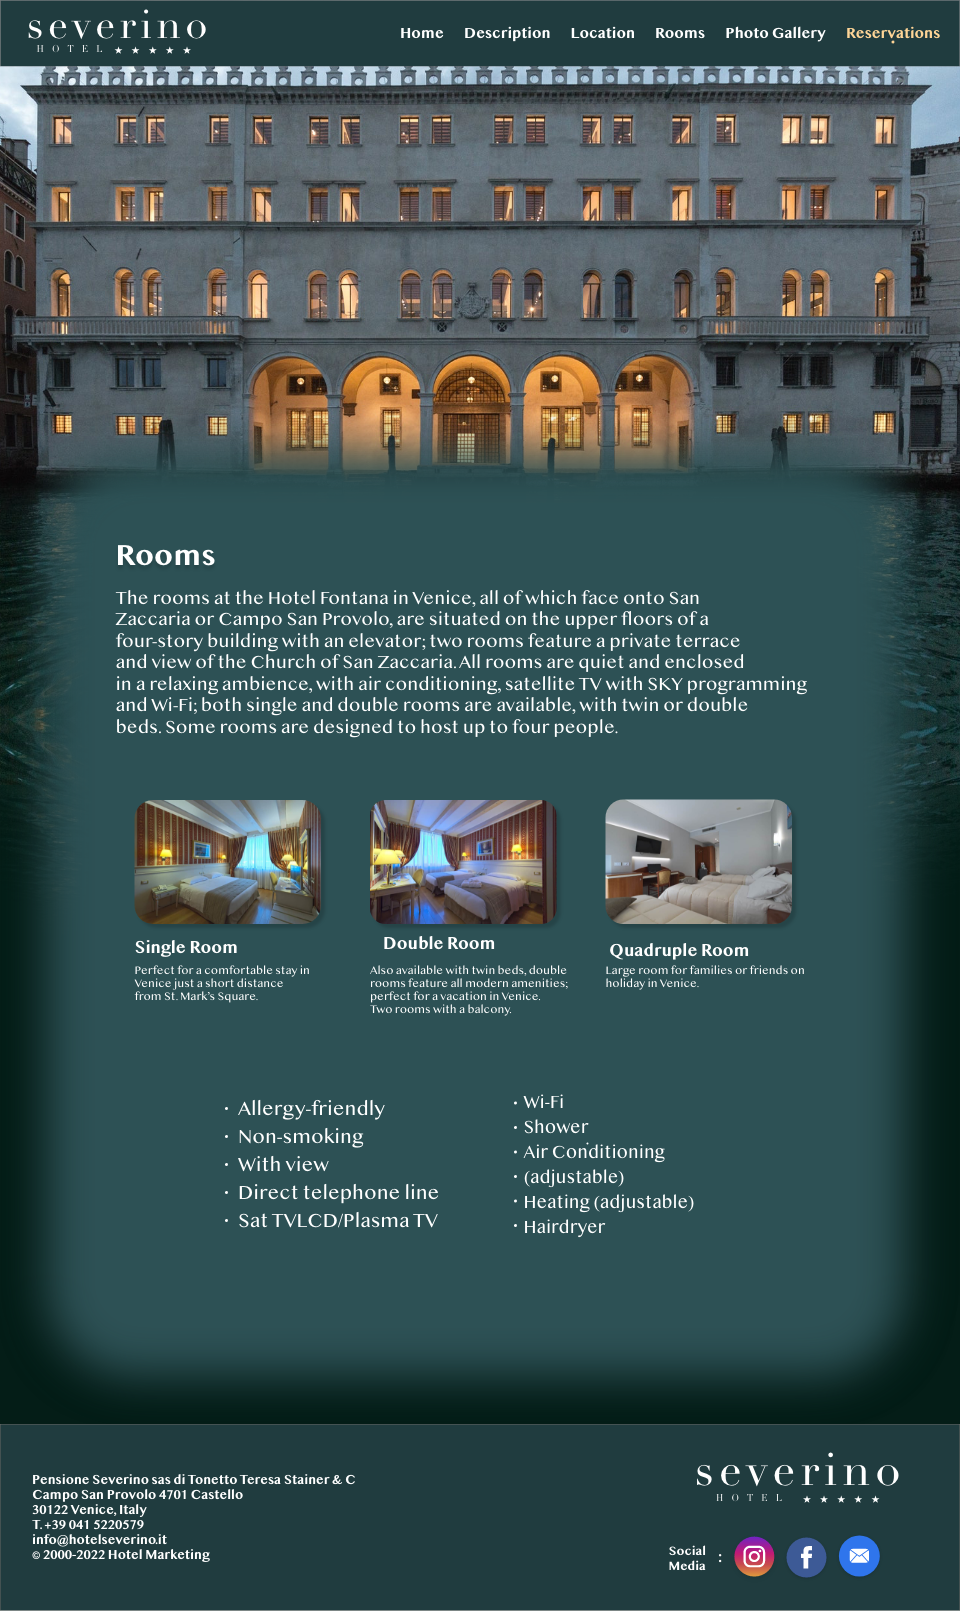 severino
HOTEL ★ ★ ★ ★ ★
Home Description Location Rooms Photo Gallery Reservations
Rooms
The rooms at the Hotel Fontana in Venice, all of which face onto San
Zaccaria or Campo San Provolo, are situated on the upper floors of a
four-story building with an elevator; two rooms feature a private terrace
and view of the Church of San Zaccaria. All rooms are quiet and enclosed
in a relaxing ambience, with air conditioning, satellite TV with SKY programming
and Wi-Fi; both single and double rooms are available, with twin or double
beds. Some rooms are designed to host up to four people.
Single Room
Perfect for a comfortable stay in
Venice just a short distance
from St. Mark's Square.
Double Room
Also available with twin beds, double
rooms feature all modern amenities;
perfect for a vacation in Venice.
Two rooms with a balcony.
Quadruple Room
Large room for families or friends on
holiday in Venice.
· Allergy-friendly
· Non-smoking
· With view
· Direct telephone line
· Sat TVLCD/Plasma TV
· Wi-Fi
· Shower
· Air Conditioning
· (adjustable)
· Heating (adjustable)
· Hairdryer
Pensione Severino sas di Tonetto Teresa Stainer & C
Campo San Provolo 4701 Castello
30122 Venice, Italy
T. +39 041 5220579
info@hotelseverino.it
© 2000-2022 Hotel Marketing
severino
HOTEL ★ ★ ★ ★ ★
Social
Media :